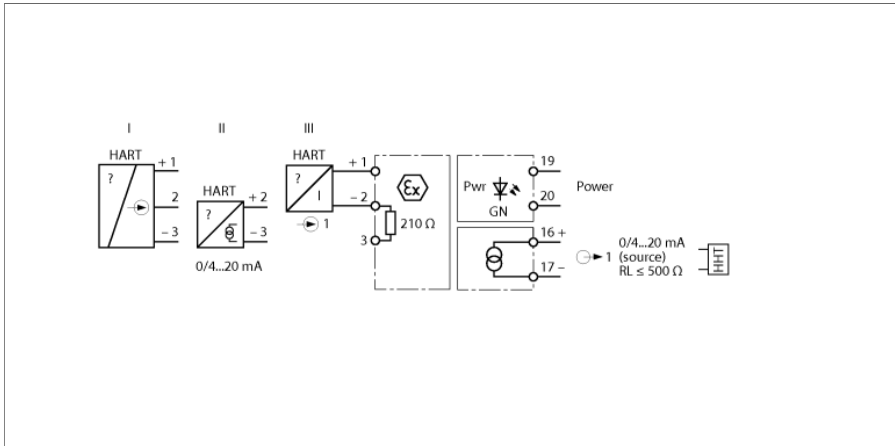 I
II
III
HART
?
+ 1
2
– 3
HART
?
+ 2
– 3
0/4...20 mA
HART
?
I
1
+ 1
– 2
3
Ex
210 Ω
Pwr
GN
19
20
Power
16 +
17 –
1
0/4...20 mA
(source)
RL ≤ 500 Ω
HHT